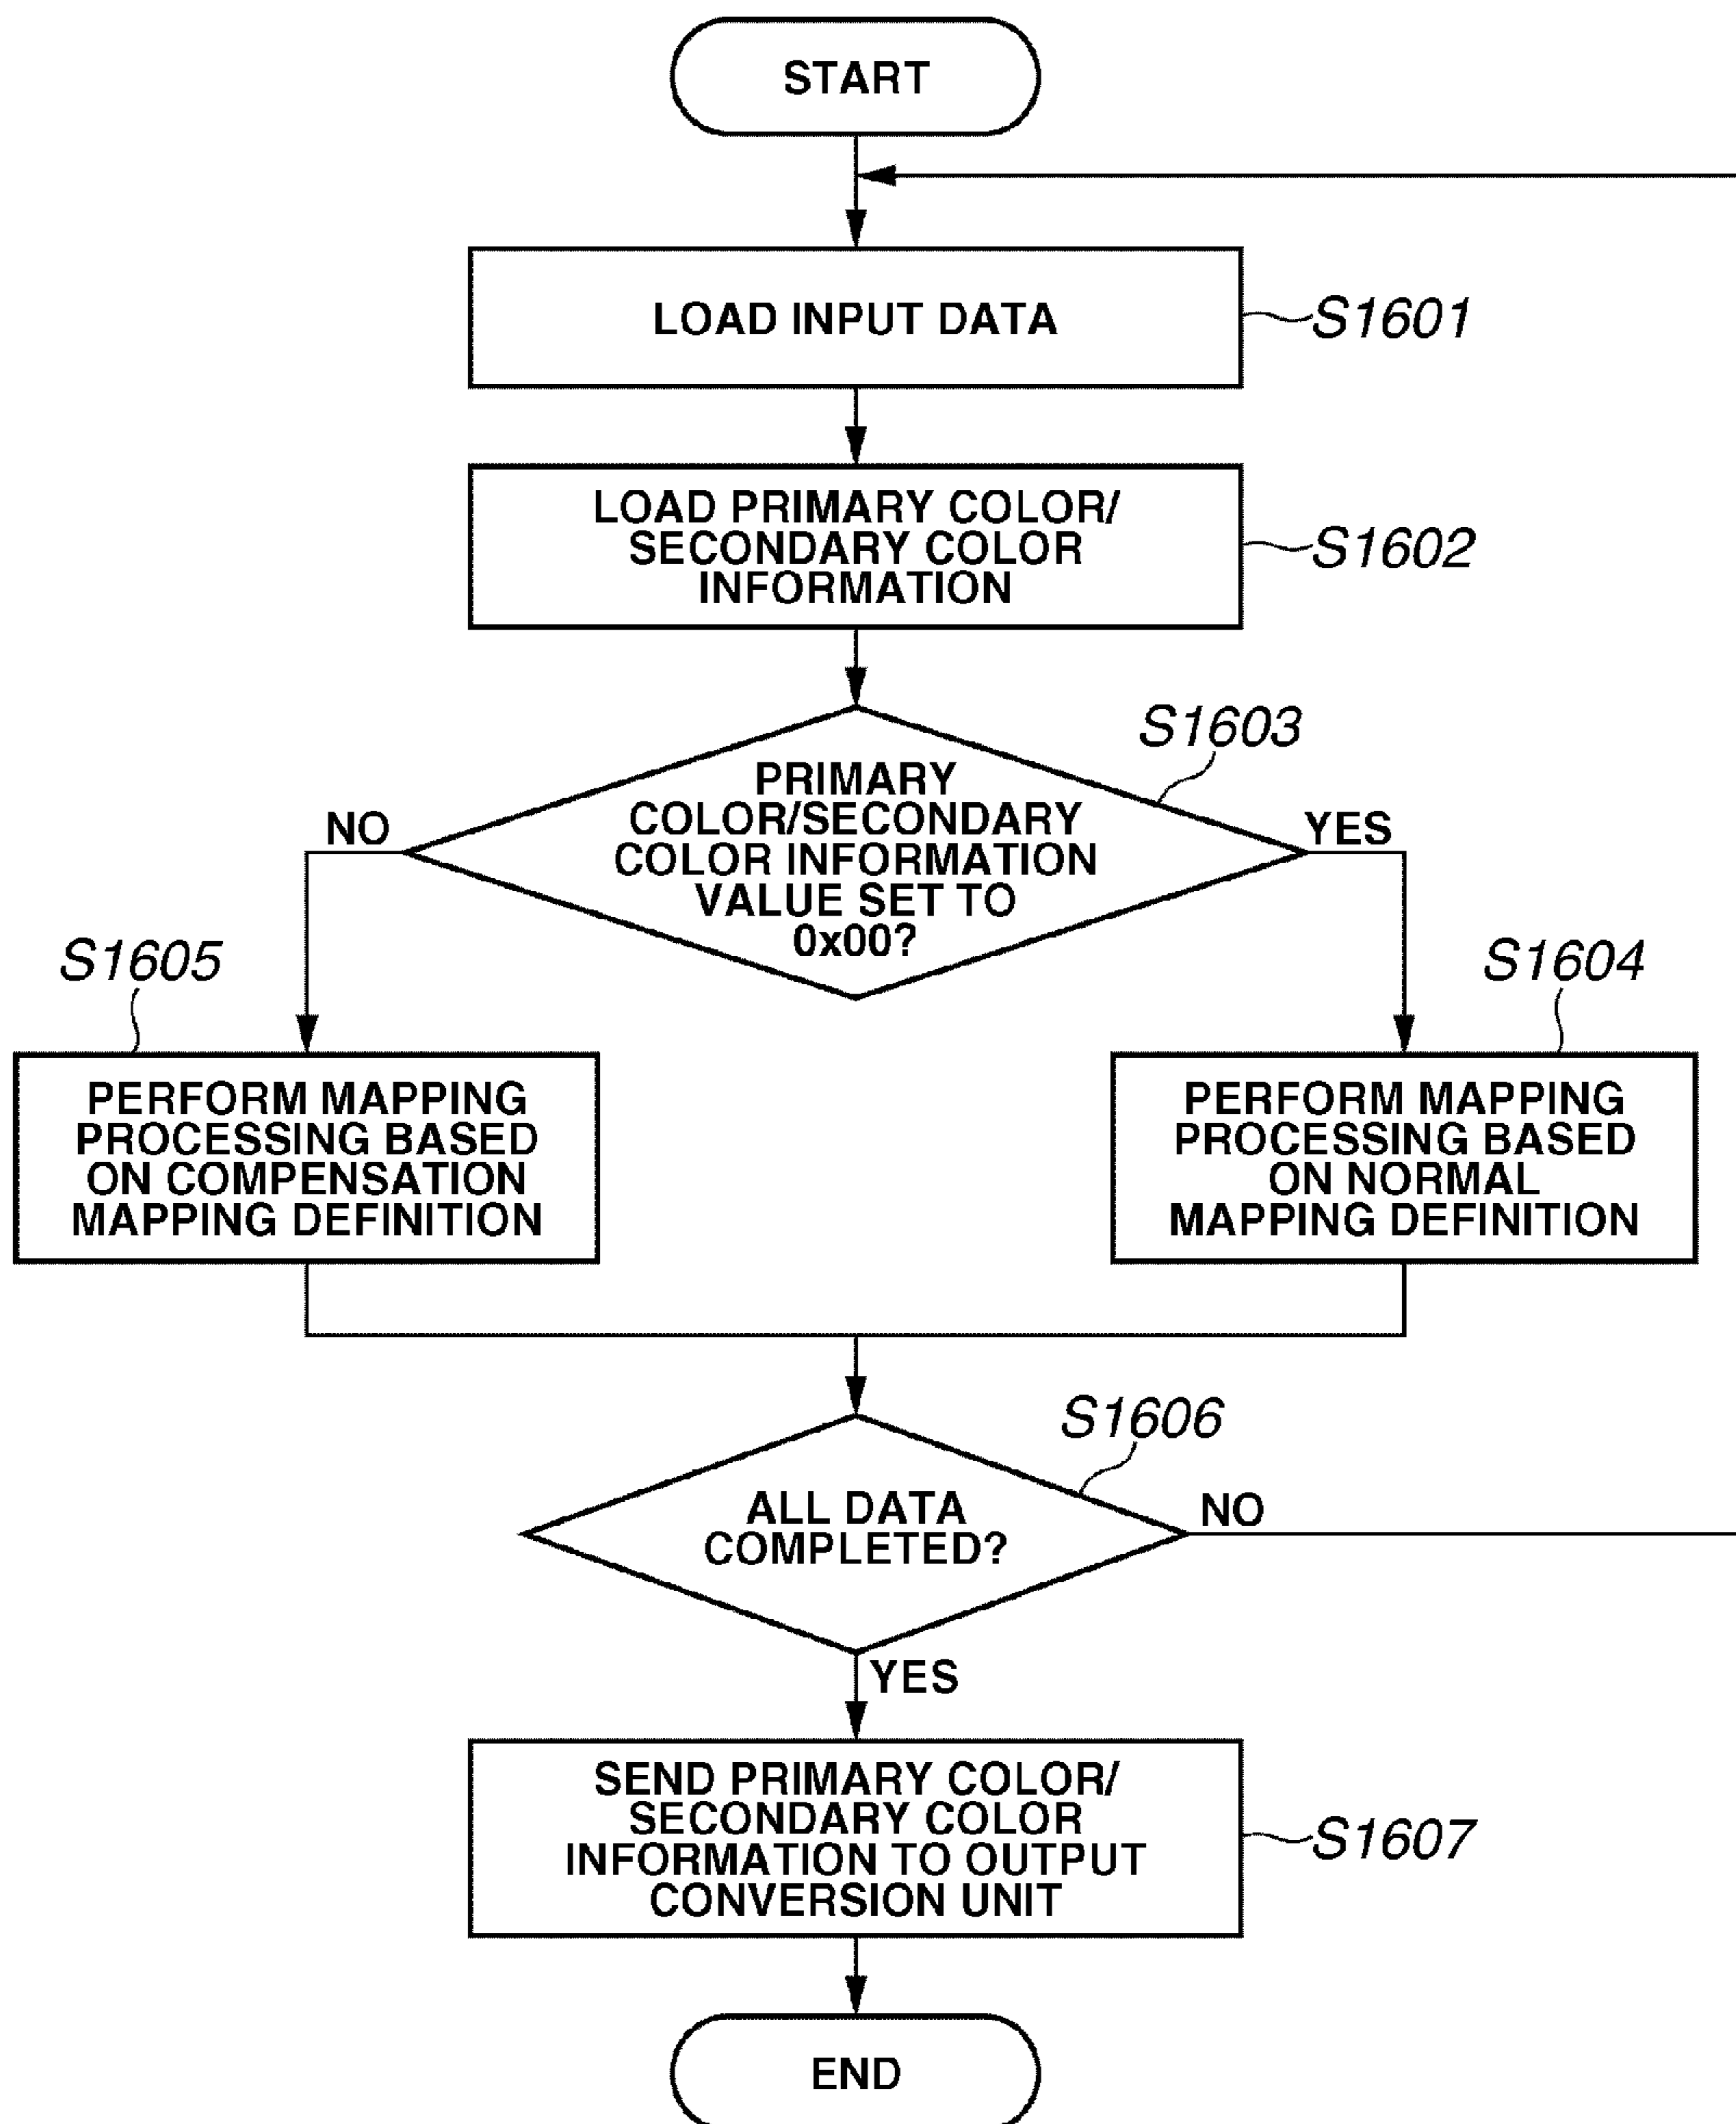 START
LOAD INPUT DATA
S1601
LOAD PRIMARY COLOR/
SECONDARY COLOR
INFORMATION
S1602
S1603
PRIMARY
COLOR/SECONDARY
COLOR INFORMATION
VALUE SET TO
0x00?
NO
YES
S1605
S1604
PERFORM MAPPING
PROCESSING BASED
ON COMPENSATION
MAPPING DEFINITION
PERFORM MAPPING
PROCESSING BASED
ON NORMAL
MAPPING DEFINITION
S1606
ALL DATA
COMPLETED?
NO
YES
SEND PRIMARY COLOR/
SECONDARY COLOR
INFORMATION TO OUTPUT
CONVERSION UNIT
S1607
END